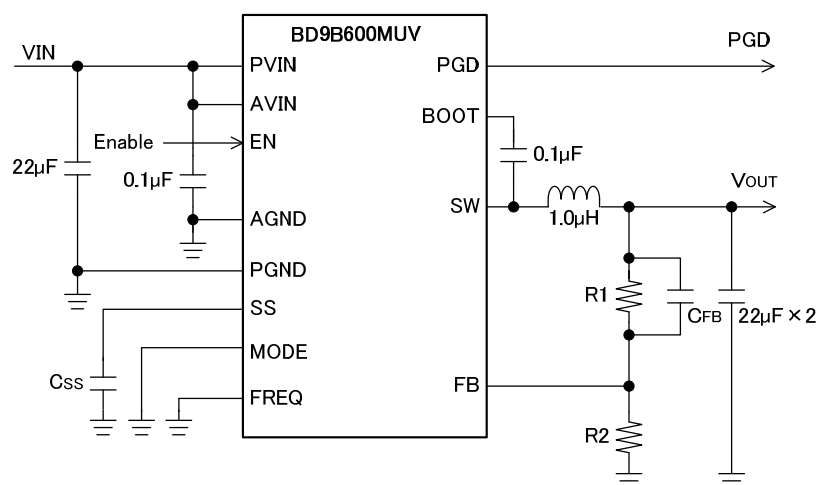 BD9B600MUV
VIN
PVIN
PGD
PGD
AVIN
BOOT
Enable
EN
22µF
0.1µF
0.1µF
VOUT
SW
AGND
1.0µH
PGND
SS
R1
CFB
22µF×2
MODE
CSS
FB
FREQ
R2